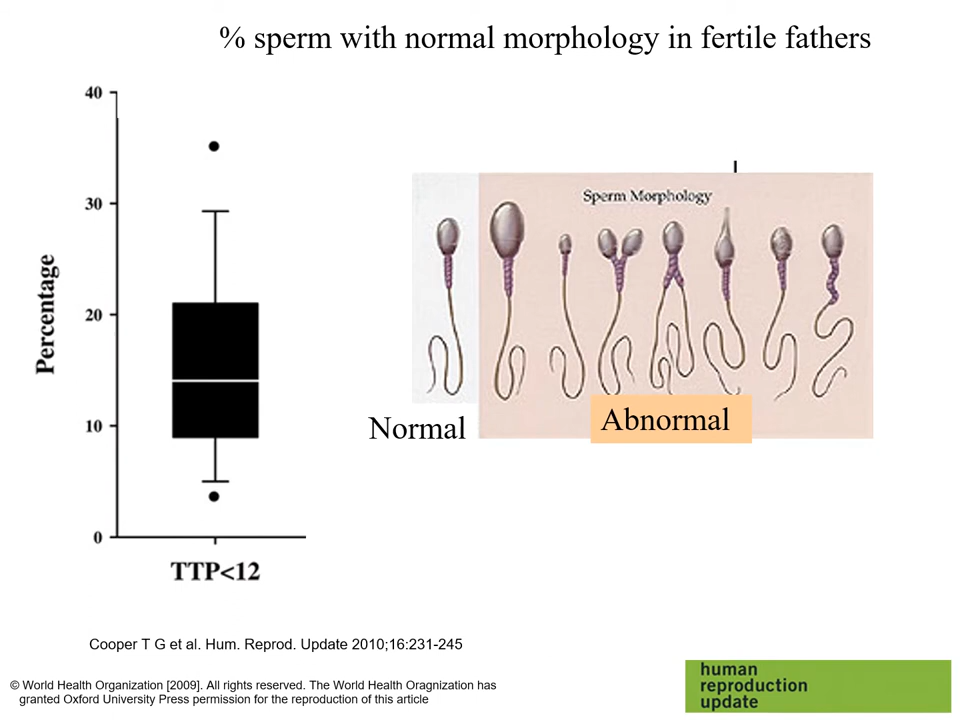 % sperm with normal morphology in fertile fathers
40
30
20
10
0
Percentage
TTP<12
Sperm Morphology
Normal
Abnormal
Cooper T G et al. Hum. Reprod. Update 2010;16:231-245
© World Health Organization [2009]. All rights reserved. The World Health Oragnization has
granted Oxford University Press permission for the reproduction of this article
human
reproduction
update